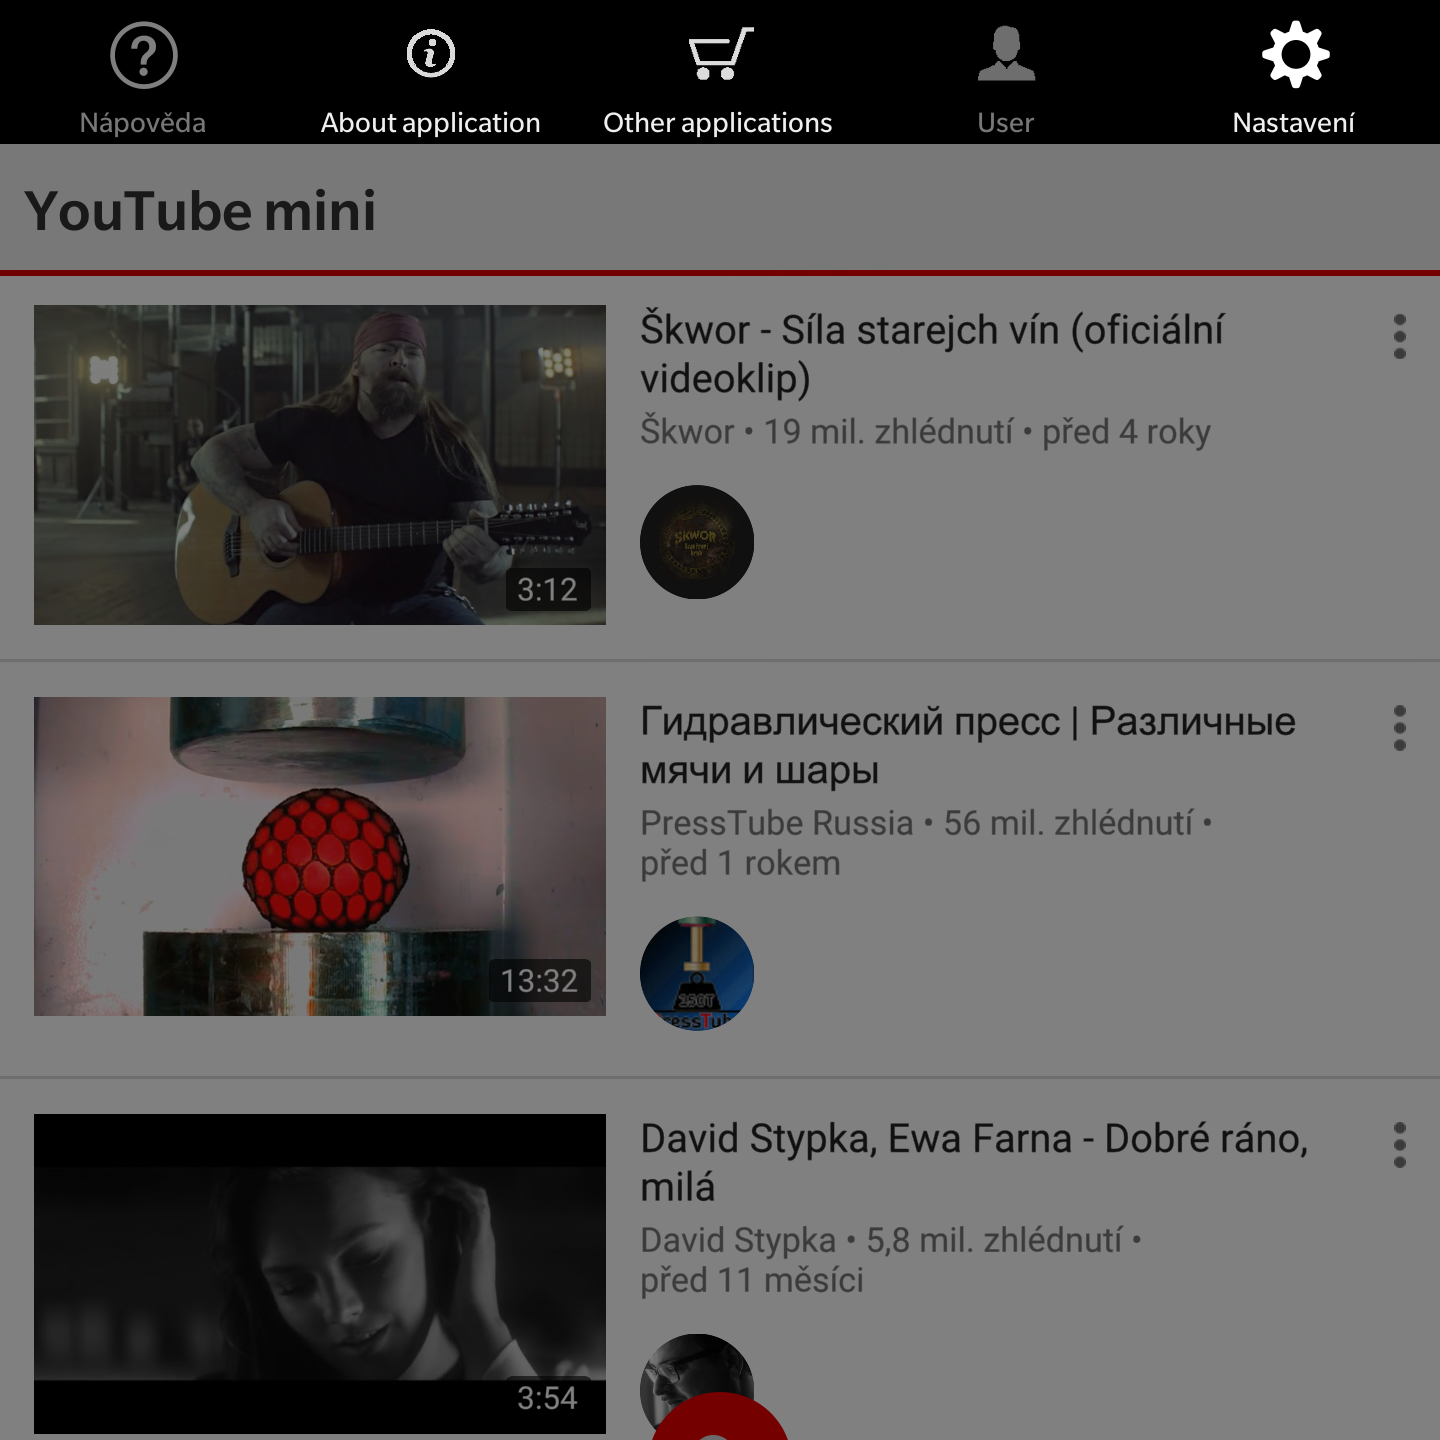 Nápověda
About application
Other applications
User
Nastavení
YouTube mini
Škwor - Síla starejch vín (oficiální
videoklip)
Škwor • 19 mil. zhlédnutí • před 4 roky
3:12
ŠKWOR
Гидравлический пресс | Различные
мячи и шары
PressTube Russia • 56 mil. zhlédnutí •
před 1 rokem
13:32
150T
essTub
David Stypka, Ewa Farna - Dobré ráno,
milá
David Stypka • 5,8 mil. zhlédnutí •
před 11 měsíci
3:54